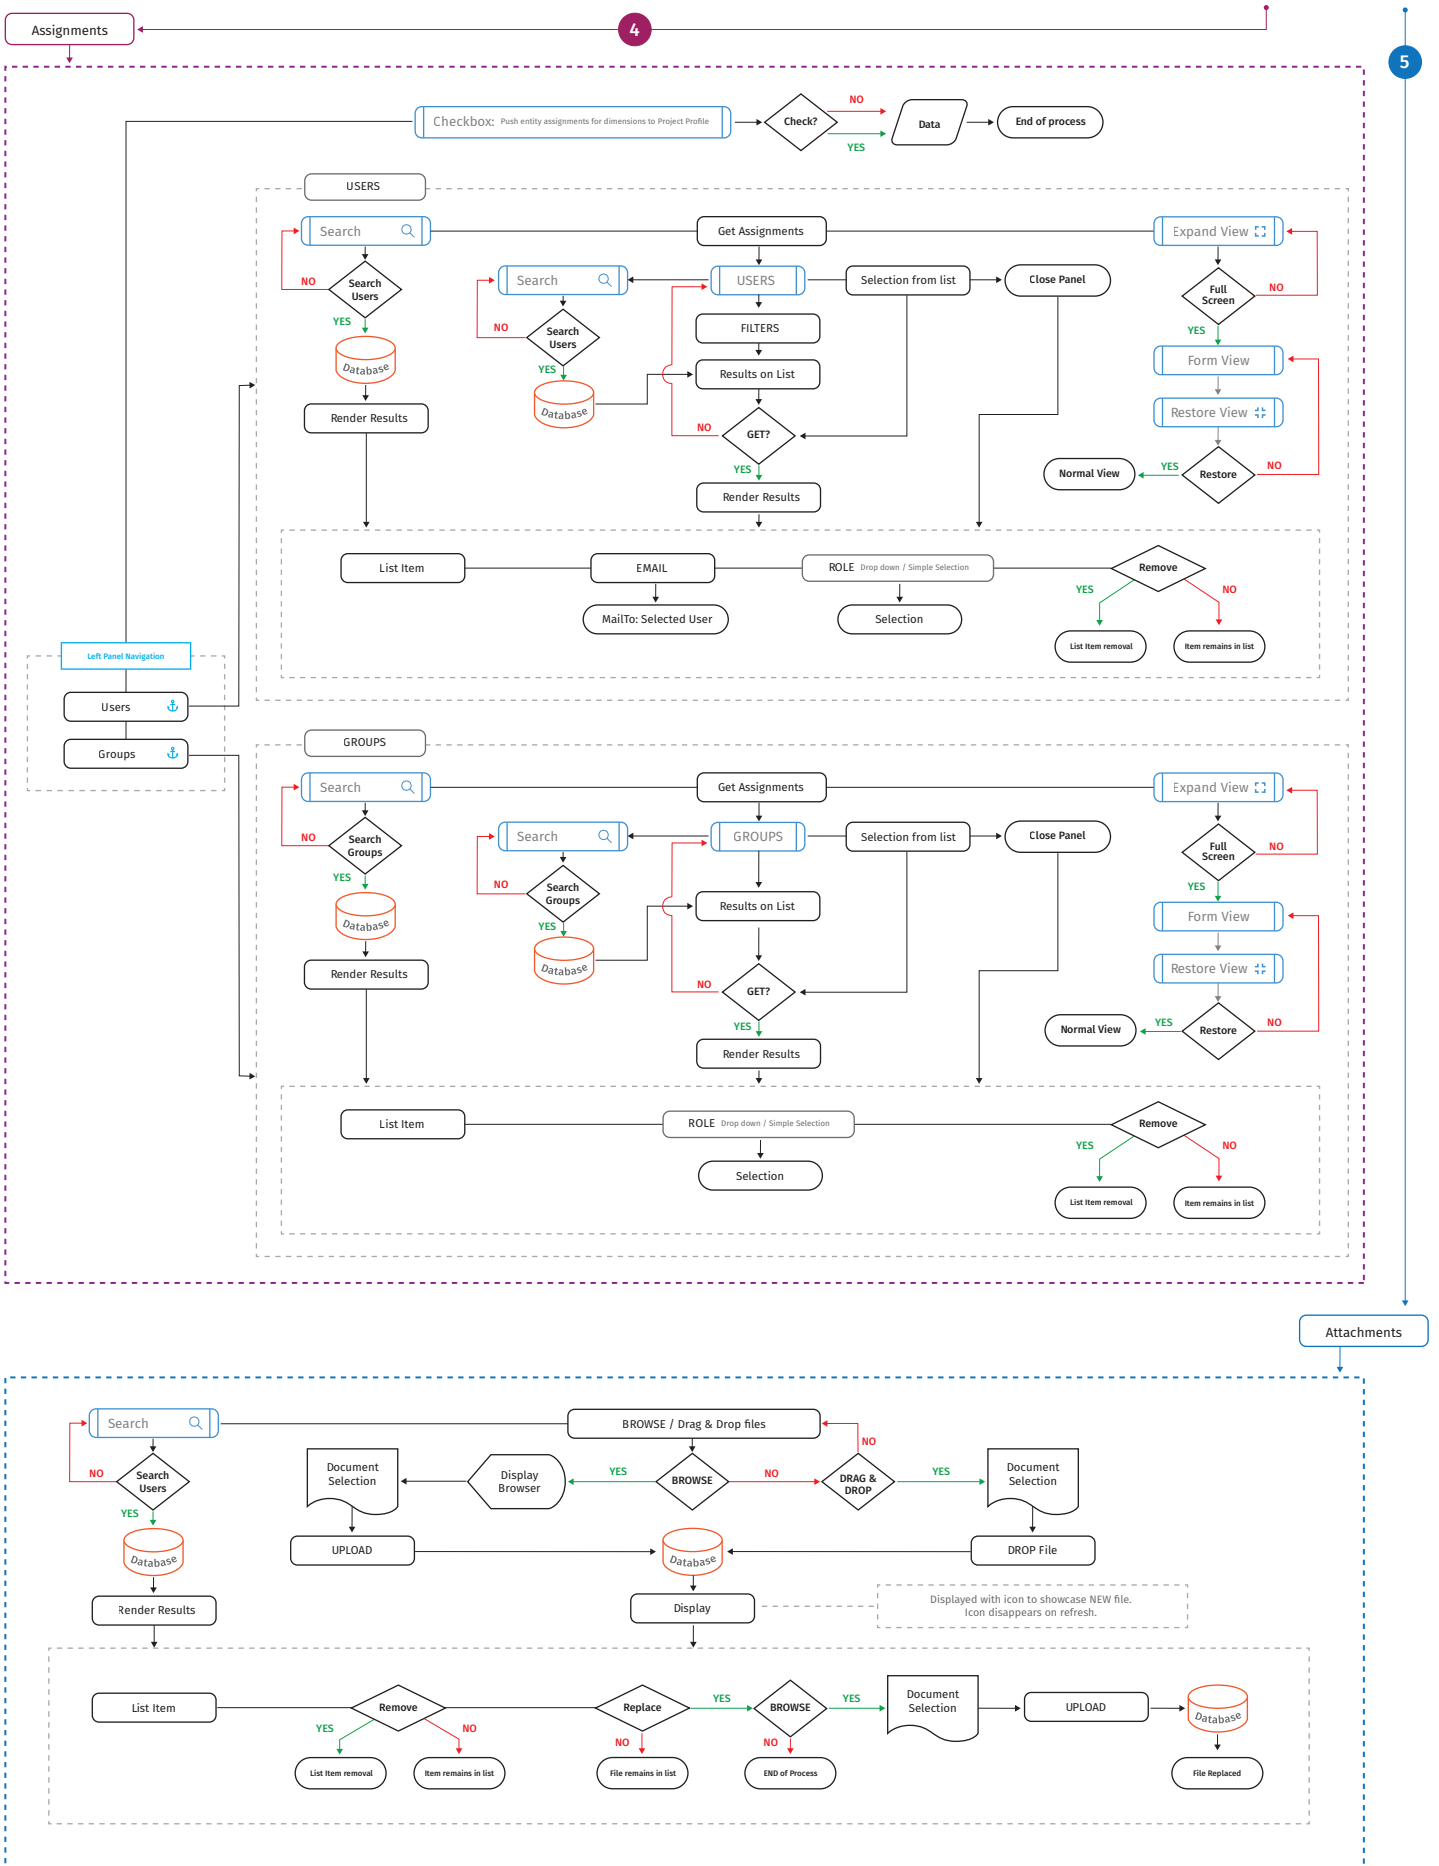 Assignments
4
5
Checkbox: Push entity assignments for dimensions to Project Profile
Check?
NO
YES
Data
End of process
USERS
Search
Get Assignments
Expand View
NO
Search
Users
YES
Database
Render Results
Search
NO
Search
Users
YES
Database
USERS
Selection from list
Close Panel
FILTERS
Results on List
NO
GET?
YES
Render Results
Full
Screen
NO
YES
Form View
Restore View
Normal View
YES
Restore
NO
List Item
EMAIL
ROLE Drop down / Simple Selection
Remove
MailTo: Selected User
Selection
YES
NO
List Item removal
Item remains in list
Left Panel Navigation
Users
Groups
GROUPS
Search
Get Assignments
Expand View
NO
Search
Groups
YES
Database
Render Results
Search
NO
Search
Groups
YES
Database
GROUPS
Selection from list
Close Panel
Results on List
NO
GET?
YES
Render Results
Full
Screen
NO
YES
Form View
Restore View
Normal View
YES
Restore
NO
List Item
ROLE Drop down / Simple Selection
Remove
Selection
YES
NO
List Item removal
Item remains in list
Attachments
Search
BROWSE / Drag & Drop files
NO
NO
Search
Users
YES
Database
Render Results
Document
Selection
Display
Browser
YES
BROWSE
NO
DRAG &
DROP
YES
Document
Selection
UPLOAD
Database
DROP File
Display
Displayed with icon to showcase NEW file.
Icon disappears on refresh.
List Item
Remove
Replace
YES
BROWSE
YES
Document
Selection
UPLOAD
Database
YES
NO
NO
NO
List Item removal
Item remains in list
File remains in list
END of Process
File Replaced